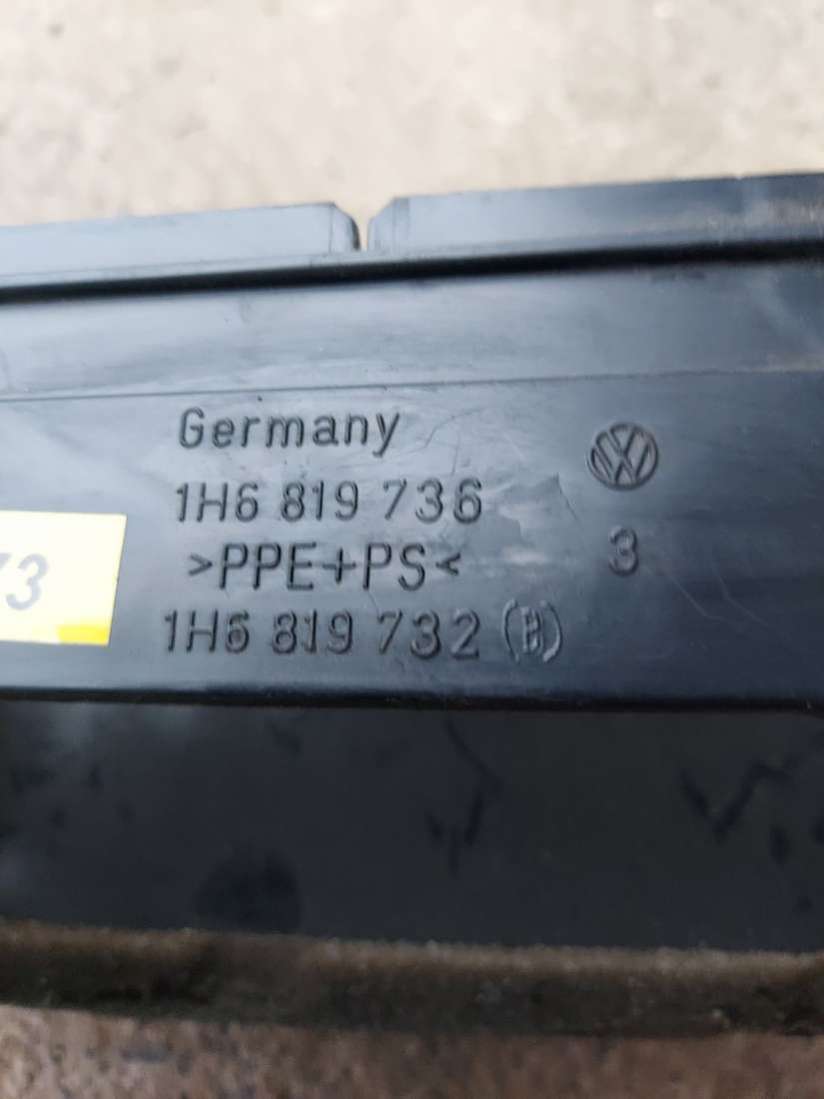 Germany
1H6 819 736
>PPE+PS<
3
73
1H6 819 732 (B)